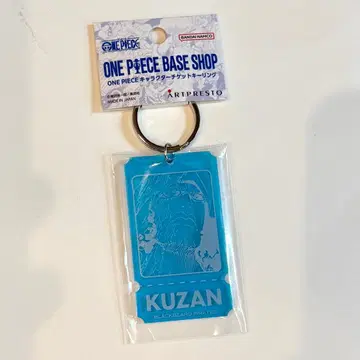 ONE PIECE
BANDAI NAMCO
ONE PIECE BASE SHOP
ONE PIECE キャラクターチケットキーリング
MADE IN JAPAN
ARTPRESTO
KUZAN